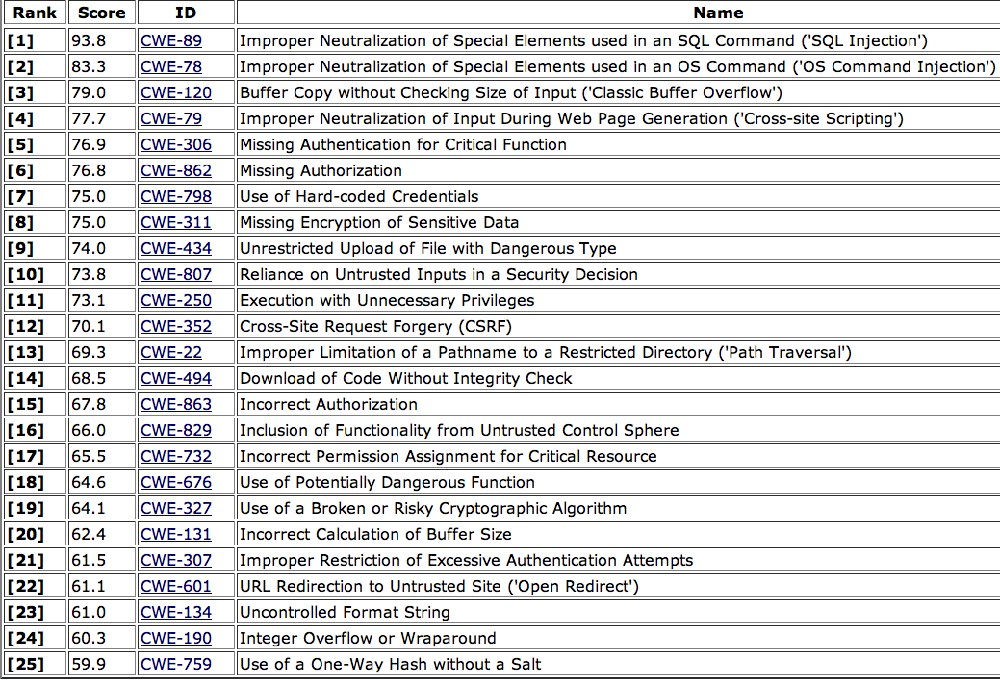 Rank Score ID Name
[1] 93.8 CWE-89 Improper Neutralization of Special Elements used in an SQL Command ('SQL Injection')
[2] 83.3 CWE-78 Improper Neutralization of Special Elements used in an OS Command ('OS Command Injection')
[3] 79.0 CWE-120 Buffer Copy without Checking Size of Input ('Classic Buffer Overflow')
[4] 77.7 CWE-79 Improper Neutralization of Input During Web Page Generation ('Cross-site Scripting')
[5] 76.9 CWE-306 Missing Authentication for Critical Function
[6] 76.8 CWE-862 Missing Authorization
[7] 75.0 CWE-798 Use of Hard-coded Credentials
[8] 75.0 CWE-311 Missing Encryption of Sensitive Data
[9] 74.0 CWE-434 Unrestricted Upload of File with Dangerous Type
[10] 73.8 CWE-807 Reliance on Untrusted Inputs in a Security Decision
[11] 73.1 CWE-250 Execution with Unnecessary Privileges
[12] 70.1 CWE-352 Cross-Site Request Forgery (CSRF)
[13] 69.3 CWE-22 Improper Limitation of a Pathname to a Restricted Directory ('Path Traversal')
[14] 68.5 CWE-494 Download of Code Without Integrity Check
[15] 67.8 CWE-863 Incorrect Authorization
[16] 66.0 CWE-829 Inclusion of Functionality from Untrusted Control Sphere
[17] 65.5 CWE-732 Incorrect Permission Assignment for Critical Resource
[18] 64.6 CWE-676 Use of Potentially Dangerous Function
[19] 64.1 CWE-327 Use of a Broken or Risky Cryptographic Algorithm
[20] 62.4 CWE-131 Incorrect Calculation of Buffer Size
[21] 61.5 CWE-307 Improper Restriction of Excessive Authentication Attempts
[22] 61.1 CWE-601 URL Redirection to Untrusted Site ('Open Redirect')
[23] 61.0 CWE-134 Uncontrolled Format String
[24] 60.3 CWE-190 Integer Overflow or Wraparound
[25] 59.9 CWE-759 Use of a One-Way Hash without a Salt